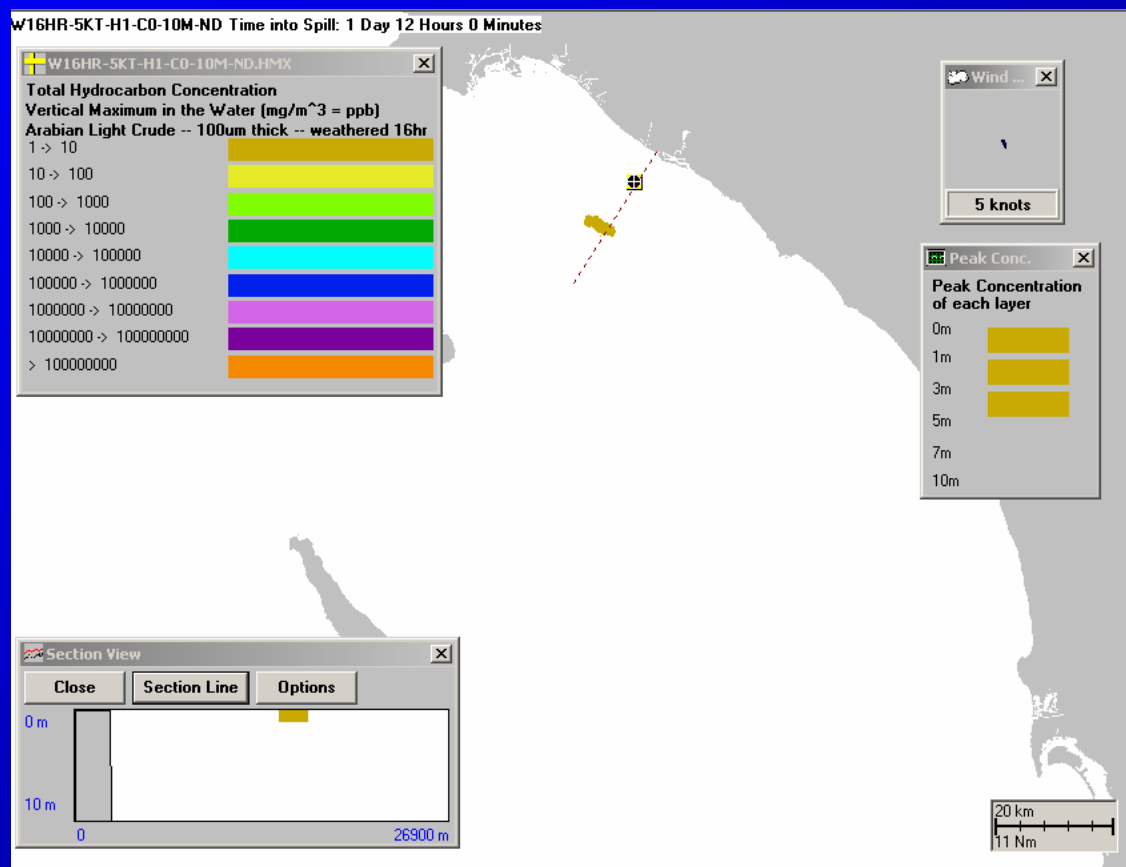 W16HR-5KT-H1-C0-10M-ND Time into Spill: 1 Day 12 Hours 0 Minutes
W16HR-5KT-H1-C0-10M-ND.HMX
Total Hydrocarbon Concentration
Vertical Maximum in the Water (mg/m^3 = ppb)
Arabian Light Crude -- 100um thick -- weathered 16hr
1 -> 10
10 -> 100
100 -> 1000
1000 -> 10000
10000 -> 100000
100000 -> 1000000
1000000 -> 10000000
10000000 -> 100000000
> 100000000
Wind ...
5 knots
Peak Conc.
Peak Concentration
of each layer
0m
1m
3m
5m
7m
10m
Section View
Close Section Line Options
0 m
10 m
0 26900 m
20 km
11 Nm